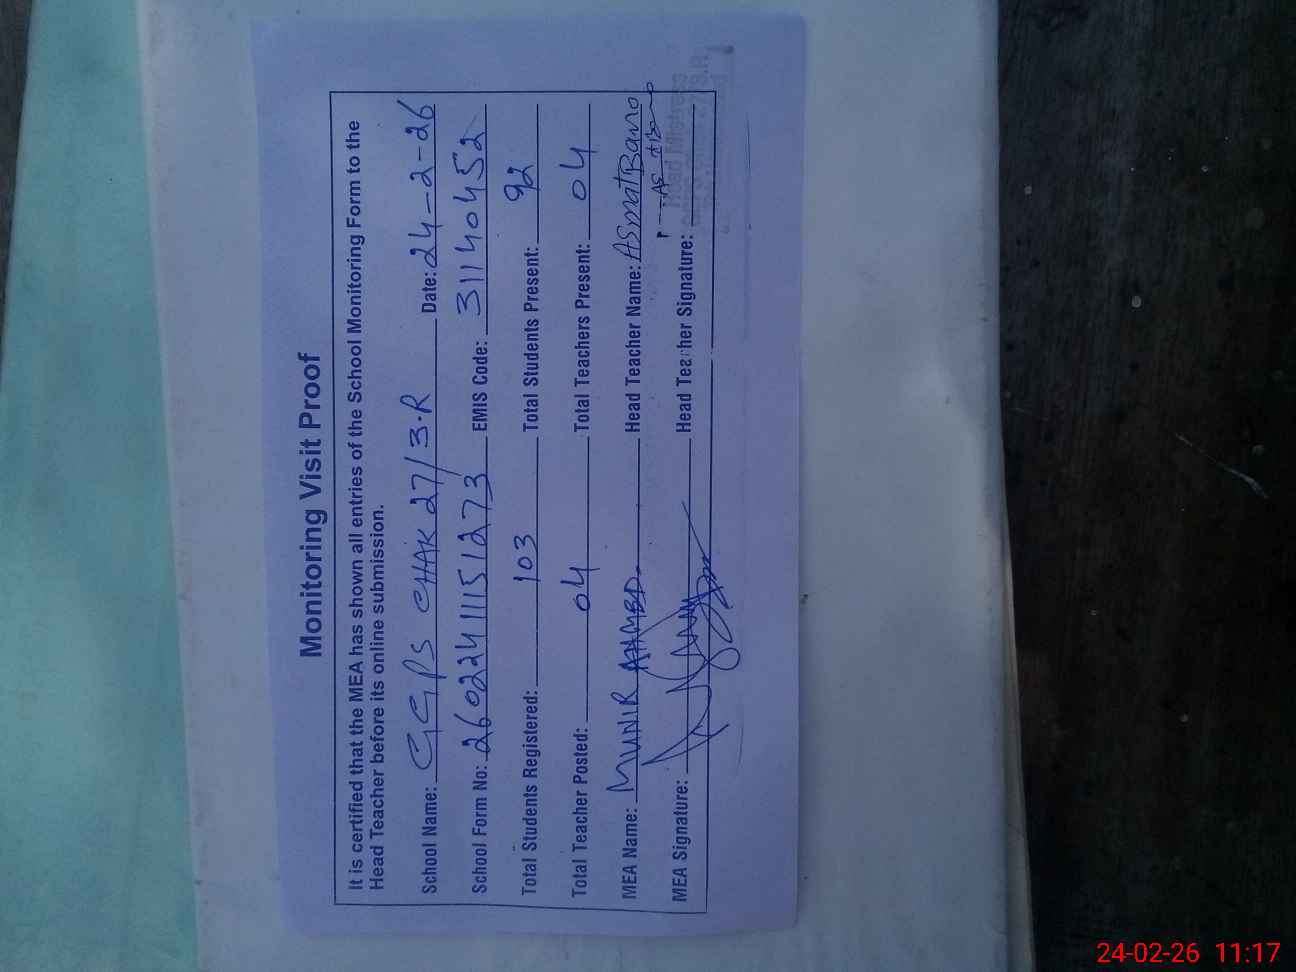 Monitoring Visit Proof
It is certified that the MEA has shown all entries of the School Monitoring Form to the
Head Teacher before its online submission.
School Name: GGPS CHAK 27/3.R Date: 24-2-26
School Form No: 26022411151273 EMIS Code: 31140452
Total Students Registered: 103 Total Students Present: 92
Total Teacher Posted: 04 Total Teachers Present: 04
MEA Name: MUNIR AHMED. Head Teacher Name: Asmat Bano
MEA Signature: Head Teacher Signature:
Head Mistress
24-02-26 11:17